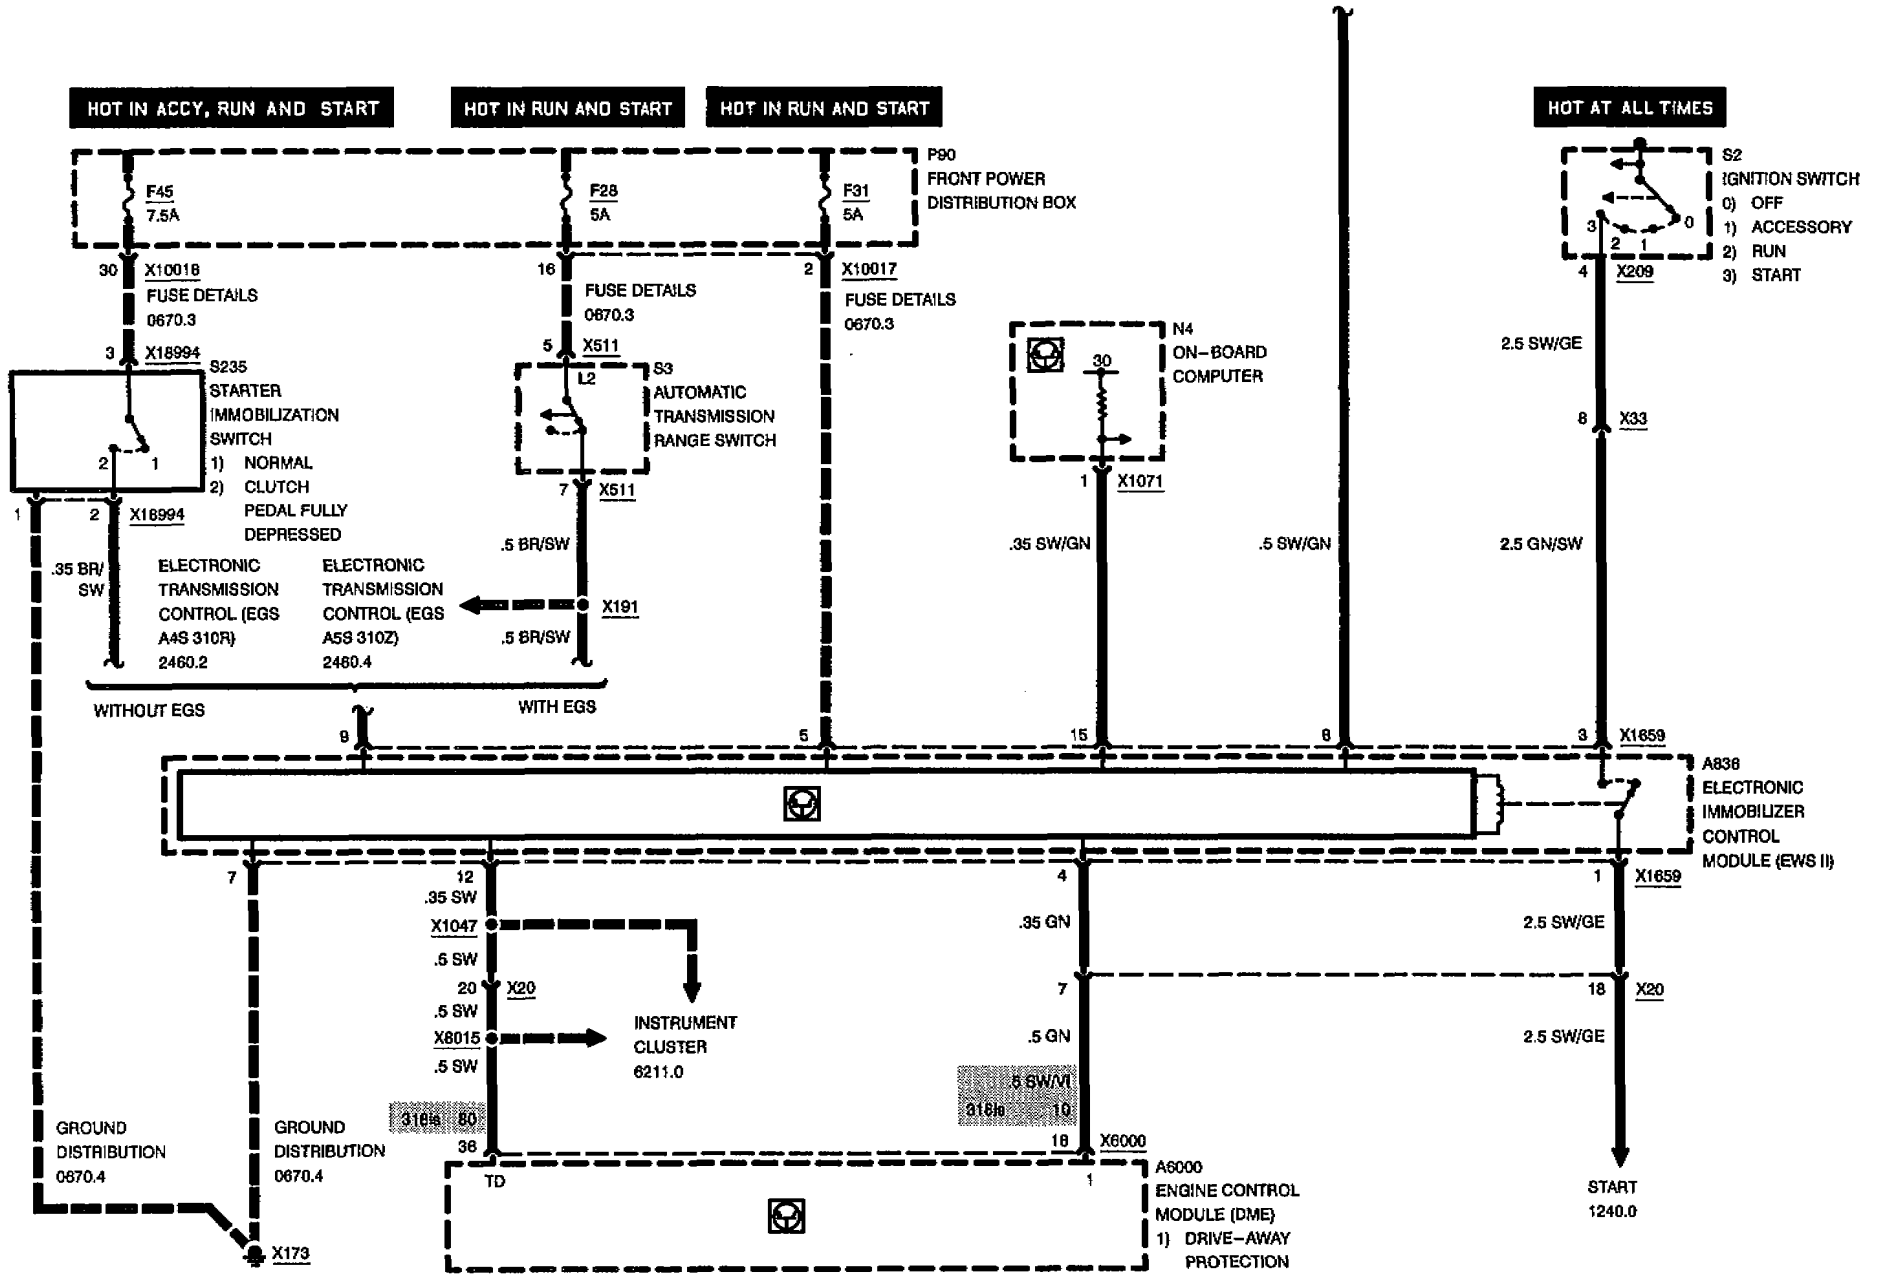 HOT IN ACCY, RUN AND START
HOT IN RUN AND START
HOT IN RUN AND START
HOT AT ALL TIMES
F45
7.5A
F28
5A
F31
5A
P90
FRONT POWER
DISTRIBUTION BOX
S2
IGNITION SWITCH
0) OFF
1) ACCESSORY
2) RUN
3) START
3
2
1
0
4
X209
30
X10018
FUSE DETAILS
0670.3
16
FUSE DETAILS
0670.3
2
X10017
FUSE DETAILS
0670.3
3
X18994
S235
STARTER
IMMOBILIZATION
SWITCH
1) NORMAL
2) CLUTCH
PEDAL FULLY
DEPRESSED
2
1
1
2
X18994
5
X511
L2
S3
AUTOMATIC
TRANSMISSION
RANGE SWITCH
7
X511
N4
ON-BOARD
COMPUTER
30
1
X1071
2.5 SW/GE
8
X33
.5 BR/SW
.35 SW/GN
.5 SW/GN
2.5 GN/SW
.35 BR/
SW
ELECTRONIC
TRANSMISSION
CONTROL (EGS
A4S 310R)
2460.2
ELECTRONIC
TRANSMISSION
CONTROL (EGS
A5S 310Z)
2460.4
X191
.5 BR/SW
WITHOUT EGS
WITH EGS
9
5
15
8
3
X1659
A836
ELECTRONIC
IMMOBILIZER
CONTROL
MODULE (EWS II)
7
12
4
1
X1659
.35 SW
X1047
.5 SW
20
X20
.5 SW
X8015
.5 SW
INSTRUMENT
CLUSTER
6211.0
.35 GN
7
.5 GN
.5 SW/VI
318is 10
18
X6000
2.5 SW/GE
18
X20
2.5 SW/GE
START
1240.0
318is 80
38
GROUND
DISTRIBUTION
0670.4
GROUND
DISTRIBUTION
0670.4
X173
TD
1
A6000
ENGINE CONTROL
MODULE (DME)
1) DRIVE-AWAY
PROTECTION